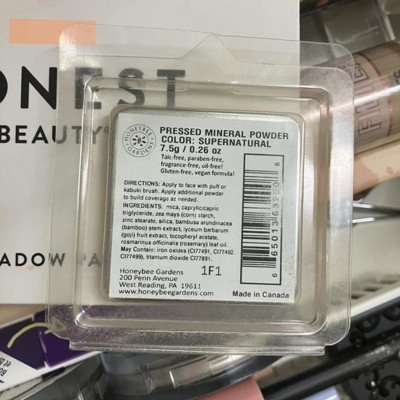 ONEST
BEAUTY
HONEYBEE
GARDENS
PRESSED MINERAL POWDER
COLOR: SUPERNATURAL
7.5g / 0.26 oz
Talc-free, paraben-free,
fragrance-free, oil-free!
Gluten-free, vegan formula!
DIRECTIONS: Apply to face with puff or
kabuki brush. Apply additional powder
to build coverage as needed.
INGREDIENTS: mica, caprylic/capric
triglyceride, zea mays (corn) starch,
zinc stearate, silica, bambusa arundinacea
(bamboo) stem extract, lyceum berbarum
(goji) fruit extract, tocopheryl acetate,
rosmarinus officinalis (rosemary) leaf oil.
May Contain: iron oxides (CI77491, CI77492,
CI77499), titanium dioxide CI77891.
Honeybee Gardens
200 Penn Avenue
West Reading, PA 19611
www.honeybeegardens.com
1F1
Made in Canada
ADOW PA